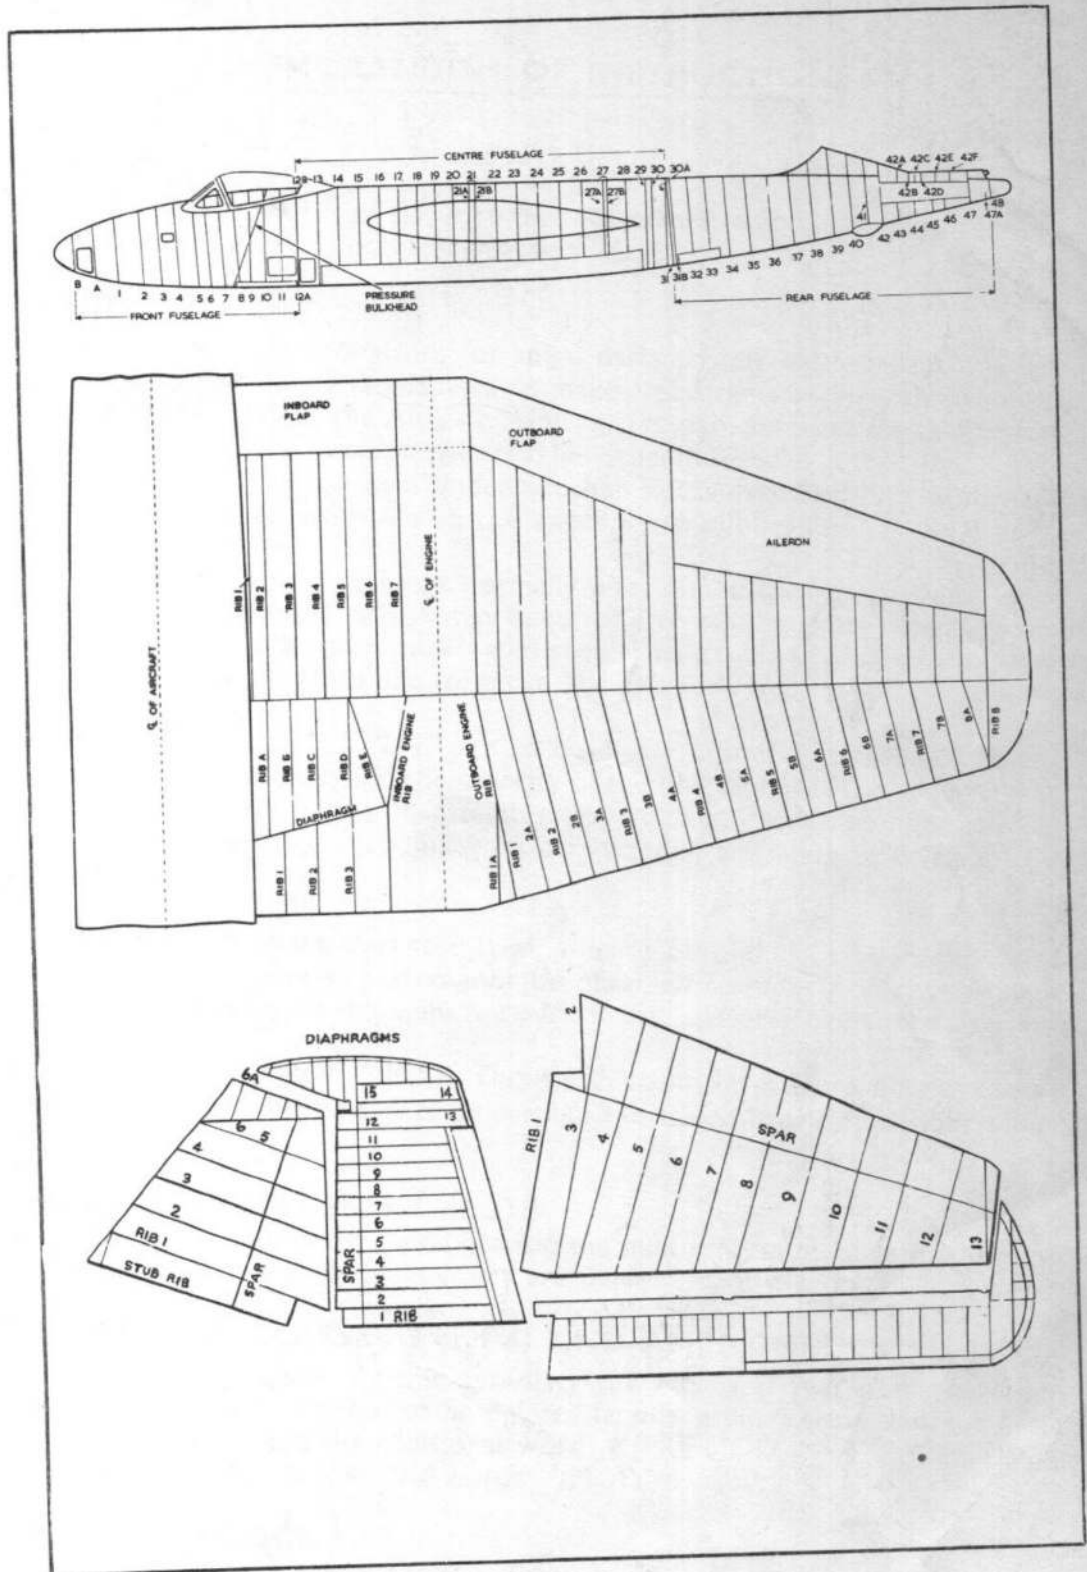 CENTRE FUSELAGE
12B 13 14 15 16 17 18 19 20 21 22 23 24 25 26 27 28 29 30 30A
21A 21B 27A 27B
42A 42C 42E 42F
42B 42D
B A 1 2 3 4 5 6 7 8 9 10 11 12A
31 31B 32 33 34 35 36 37 38 39 40 41 42 43 44 45 46 47 47A 48
PRESSURE
BULKHEAD
FRONT FUSELAGE
REAR FUSELAGE
INBOARD
FLAP
OUTBOARD
FLAP
AILERON
℄ OF AIRCRAFT
RIB 1
RIB 2
RIB 3
RIB 4
RIB 5
RIB 6
RIB 7
℄ OF ENGINE
RIB A
RIB B
RIB C
RIB D
RIB E
INBOARD ENGINE
RIB
OUTBOARD ENGINE
RIB
DIAPHRAGM
RIB 1
RIB 2
RIB 3
RIB 1A
RIB 1
2A
RIB 2
2B
3A
RIB 3
3B
4A
RIB 4
4B
5A
RIB 5
5B
6A
RIB 6
6B
7A
RIB 7
7B
8A
RIB 8
DIAPHRAGMS
6A
6 5
4
3
2
RIB 1
STUB RIB
SPAR
15 14
13
12
11
10
9
8
7
6
5
4
3
2
1 RIB
SPAR
2
RIB 1
3
4
5
6
7
8
9
10
11
12
13
SPAR